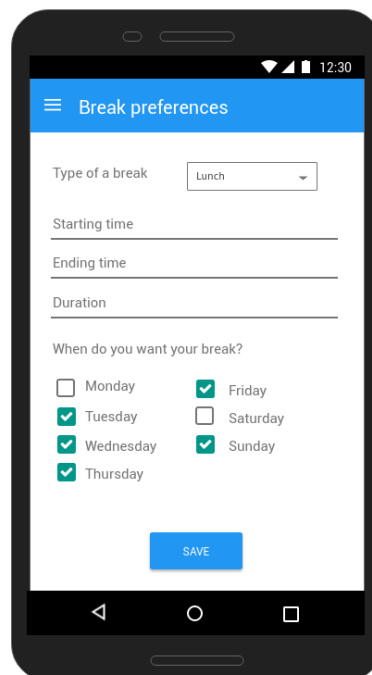 12:30
Break preferences
Type of a break Lunch
Starting time
Ending time
Duration
When do you want your break?
Monday Friday
Tuesday Saturday
Wednesday Sunday
Thursday
SAVE